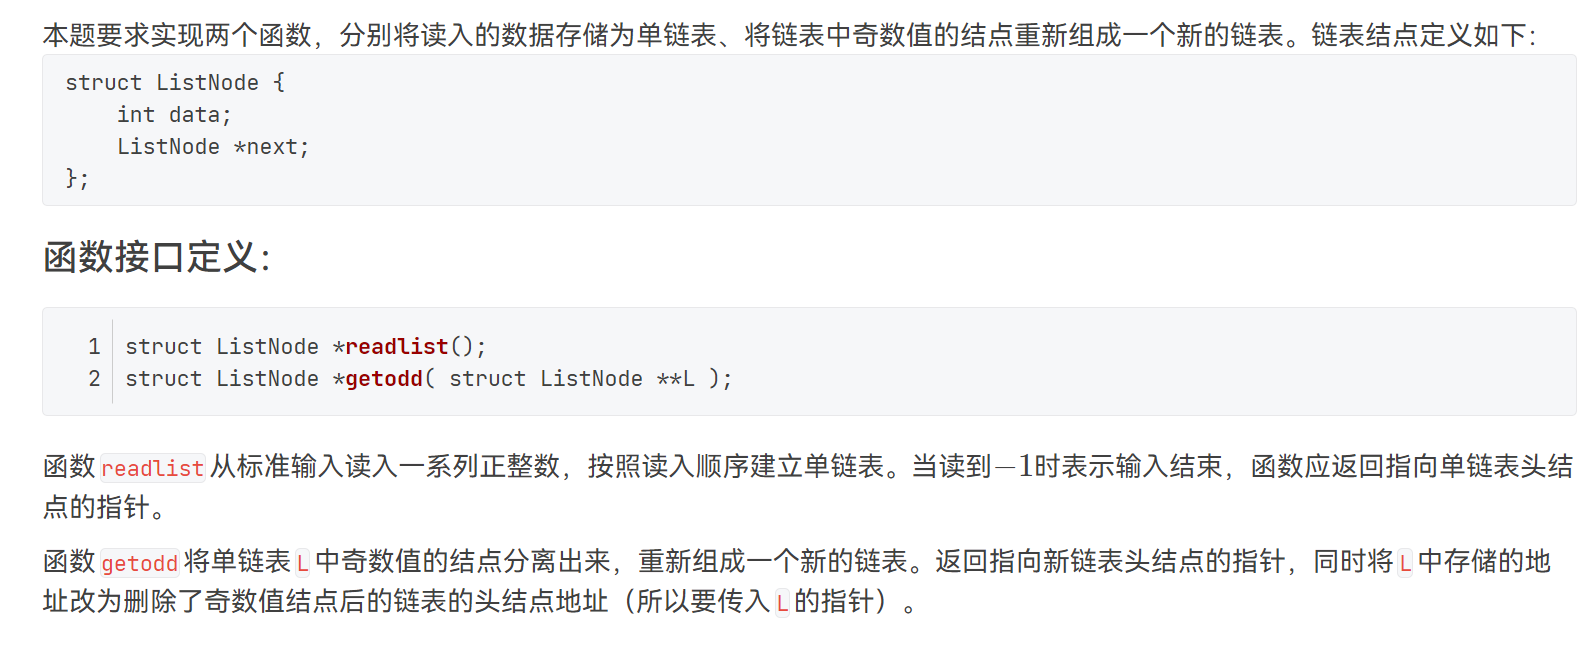 本题要求实现两个函数，分别将读入的数据存储为单链表、将链表中奇数值的结点重新组成一个新的链表。链表结点定义如下：
struct ListNode {
    int data;
    ListNode *next;
};
函数接口定义：
1 struct ListNode *readlist();
2 struct ListNode *getodd( struct ListNode **L );
函数readlist从标准输入读入一系列正整数，按照读入顺序建立单链表。当读到−1时表示输入结束，函数应返回指向单链表头结
点的指针。
函数getodd将单链表L中奇数值的结点分离出来，重新组成一个新的链表。返回指向新链表头结点的指针，同时将L中存储的地
址改为删除了奇数值结点后的链表的头结点地址（所以要传入L的指针）。